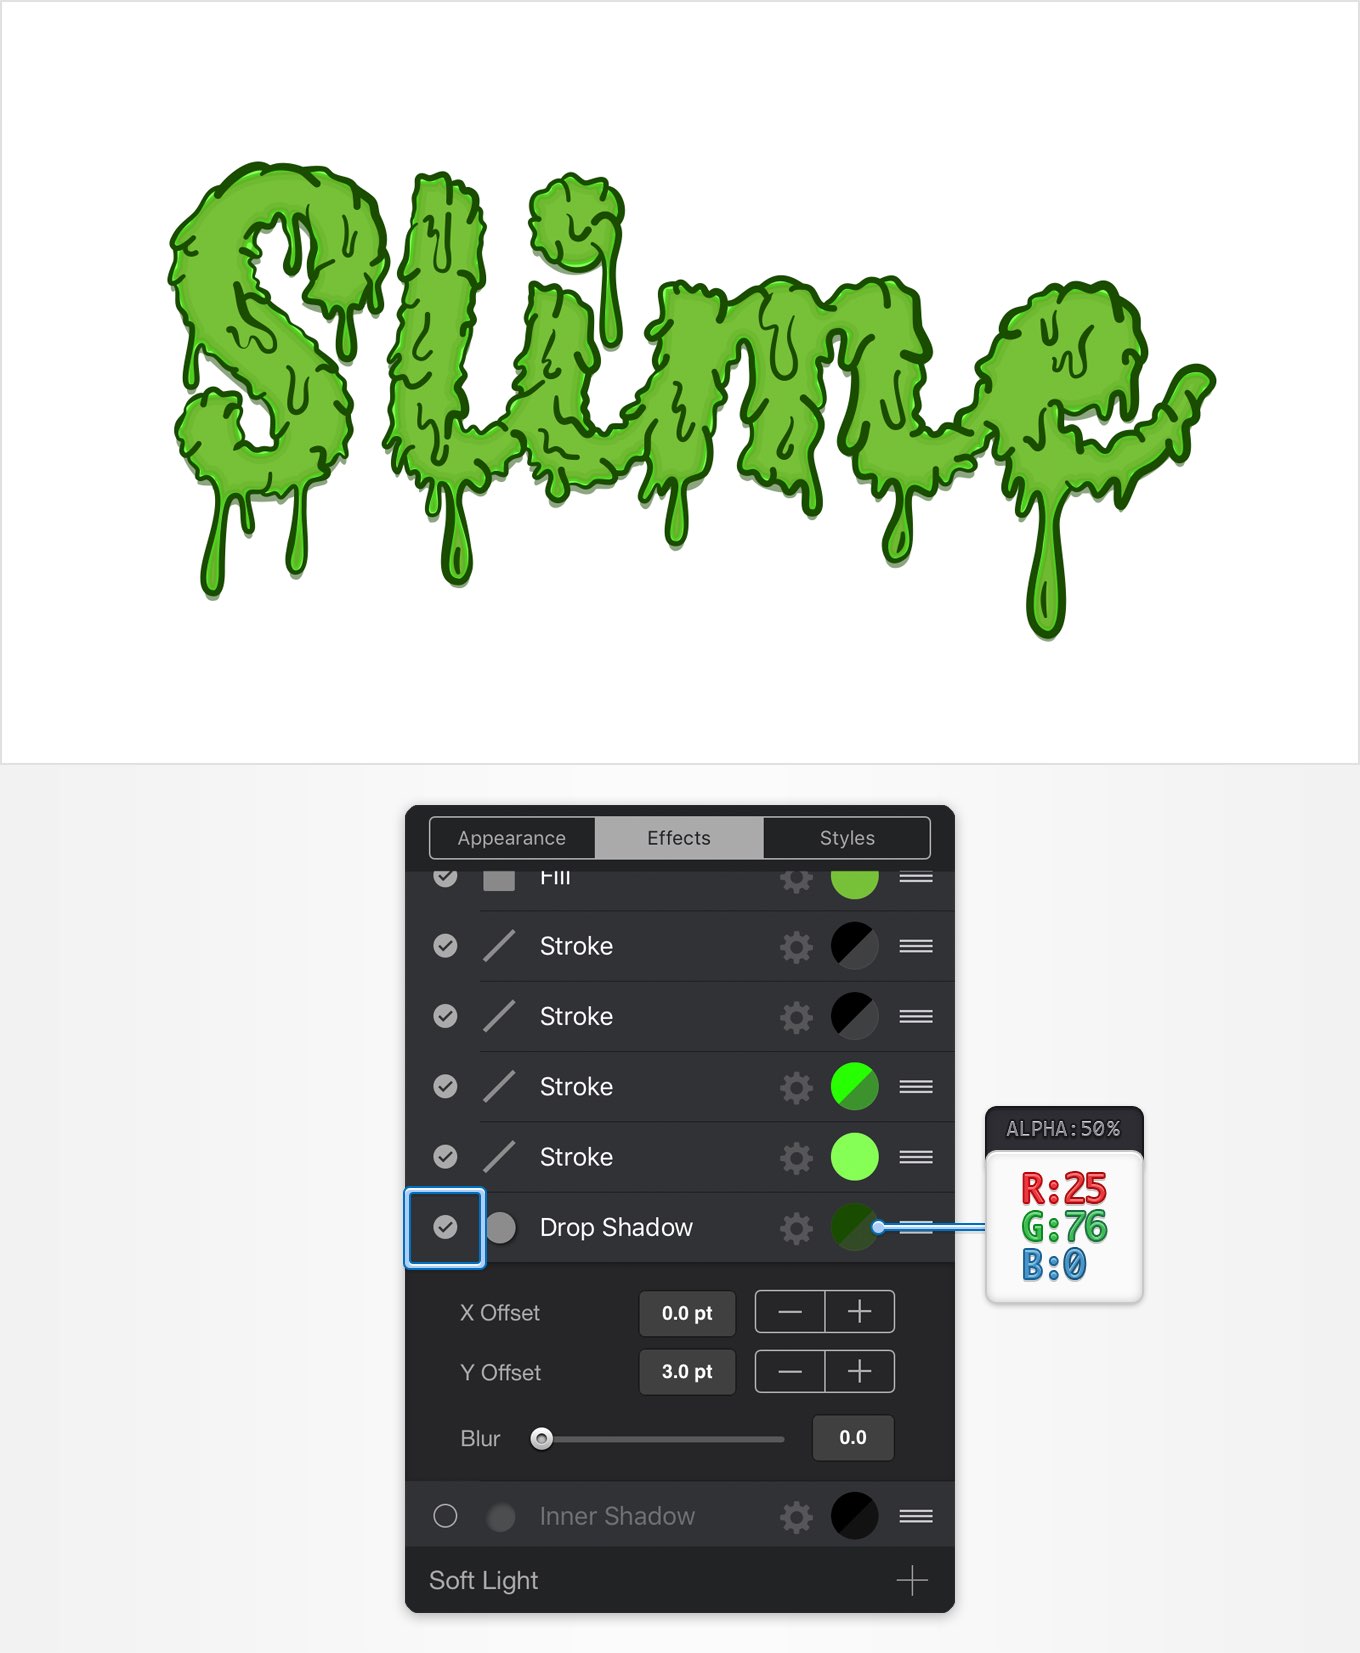 Slime
Appearance Effects Styles
Fill
Stroke
Stroke
Stroke
Stroke
Drop Shadow
ALPHA:50%
R:25
G:76
B:0
X Offset 0.0 pt
Y Offset 3.0 pt
Blur 0.0
Inner Shadow
Soft Light